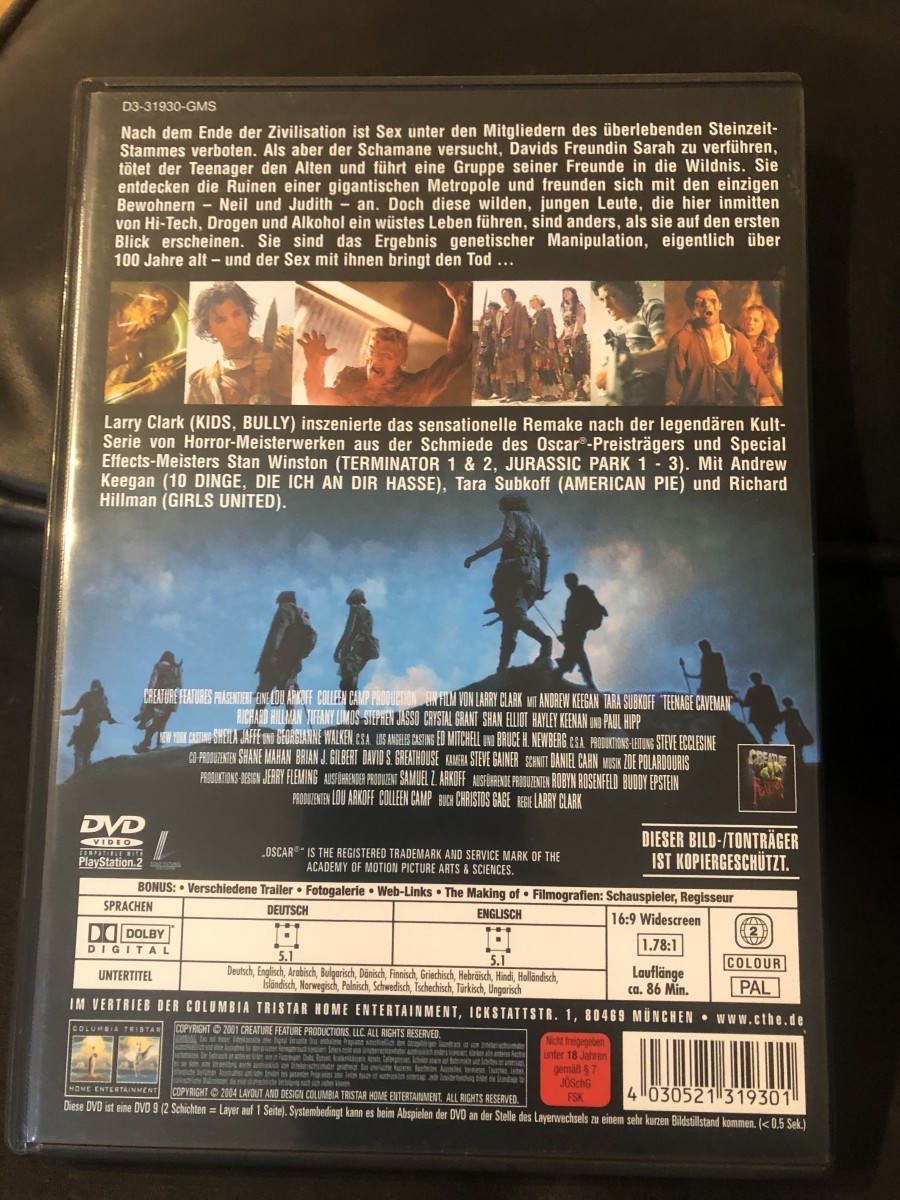 D3-31930-GMS
Nach dem Ende der Zivilisation ist Sex unter den Mitgliedern des überlebenden Steinzeit-
Stammes verboten. Als aber der Schamane versucht, Davids Freundin Sarah zu verführen,
tötet der Teenager den Alten und führt eine Gruppe seiner Freunde in die Wildnis. Sie
entdecken die Ruinen einer gigantischen Metropole und freunden sich mit den einzigen
Bewohnern – Neil und Judith – an. Doch diese wilden, jungen Leute, die hier inmitten
von Hi-Tech, Drogen und Alkohol ein wüstes Leben führen, sind anders, als sie auf den ersten
Blick erscheinen. Sie sind das Ergebnis genetischer Manipulation, eigentlich über
100 Jahre alt – und der Sex mit ihnen bringt den Tod ...
Larry Clark (KIDS, BULLY) inszenierte das sensationelle Remake nach der legendären Kult-
Serie von Horror-Meisterwerken aus der Schmiede des Oscar®-Preisträgers und Special
Effects-Meisters Stan Winston (TERMINATOR 1 & 2, JURASSIC PARK 1 - 3). Mit Andrew
Keegan (10 DINGE, DIE ICH AN DIR HASSE), Tara Subkoff (AMERICAN PIE) und Richard
Hillman (GIRLS UNITED).
CREATURE FEATURES PRÄSENTIERT EINE LOU ARKOFF COLLEEN CAMP PRODUCTION EIN FILM VON LARRY CLARK MIT ANDREW KEEGAN TARA SUBKOFF "TEENAGE CAVEMAN"
RICHARD HILLMAN TIFFANY LIMOS STEPHEN JASSO CRYSTAL GRANT SHAN ELLIOT HAYLEY KEENAN UND PAUL HIPP
NEW YORK CASTING SHEILA JAFFE UND GEORGIANNE WALKEN C.S.A. LOS ANGELES CASTING ED MITCHELL UND BRUCE H. NEWBERG C.S.A. PRODUKTIONS-LEITUNG STEVE ECCLESINE
CO-PRODUZENTEN SHANE MAHAN BRIAN J. GILBERT DAVID S. GREATHOUSE KAMERA STEVE GAINER SCHNITT DANIEL CAHN MUSIK ZOE POLEDOURIS
PRODUKTIONS-DESIGN JERRY FLEMING AUSFÜHRENDER PRODUZENT SAMUEL Z. ARKOFF AUSFÜHRENDE PRODUZENTEN ROBYN ROSENFELD BUDDY EPSTEIN
PRODUZENTEN LOU ARKOFF COLLEEN CAMP BUCH CHRISTOS GAGE REGIE LARRY CLARK
CREATURE
Features
DVD
VIDEO
COMPATIBLE WITH
PlayStation.2
„OSCAR®“ IS THE REGISTERED TRADEMARK AND SERVICE MARK OF THE
ACADEMY OF MOTION PICTURE ARTS & SCIENCES.
DIESER BILD-/TONTRÄGER
IST KOPIERGESCHÜTZT.
BONUS: • Verschiedene Trailer • Fotogalerie • Web-Links • The Making of • Filmografien: Schauspieler, Regisseur
SPRACHEN
DEUTSCH
ENGLISCH
DOLBY
DIGITAL
5.1
5.1
UNTERTITEL
Deutsch, Englisch, Arabisch, Bulgarisch, Dänisch, Finnisch, Griechisch, Hebräisch, Hindi, Holländisch,
Isländisch, Norwegisch, Polnisch, Schwedisch, Tschechisch, Türkisch, Ungarisch
16:9 Widescreen
1.78:1
Lauflänge
ca. 86 Min.
2
COLOUR
PAL
IM VERTRIEB DER COLUMBIA TRISTAR HOME ENTERTAINMENT, ICKSTATTSTR. 1, 80469 MÜNCHEN • www.cthe.de
COLUMBIA TRISTAR
HOME ENTERTAINMENT
COPYRIGHT © 2001 CREATURE FEATURE PRODUCTIONS, LLC. ALL RIGHTS RESERVED.
COPYRIGHT © 2004 LAYOUT AND DESIGN COLUMBIA TRISTAR HOME ENTERTAINMENT. ALL RIGHTS RESERVED.
Nicht freigegeben
unter 18 Jahren
gemäß § 7
JÖSchG
FSK
4 030521 319301
Diese DVD ist eine DVD 9 (2 Schichten = Layer auf 1 Seite). Systembedingt kann es beim Abspielen der DVD an der Stelle des Layerwechsels zu einem sehr kurzen Bildstillstand kommen. (< 0.5 Sek.)